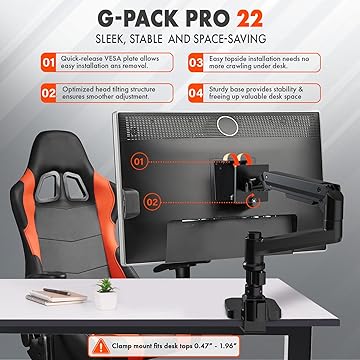 G-PACK PRO 22
SLEEK, STABLE AND SPACE-SAVING
01 Quick-release VESA plate allows
easy installation ans removal.
03 Easy topside installation needs no
more crawling under desk.
02 Optimized head tilting structure
ensures smoother adjustment.
04 Sturdy base provides stability &
freeing up valuable desk space
01
02
Clamp mount fits desk tops 0.47" - 1.96"